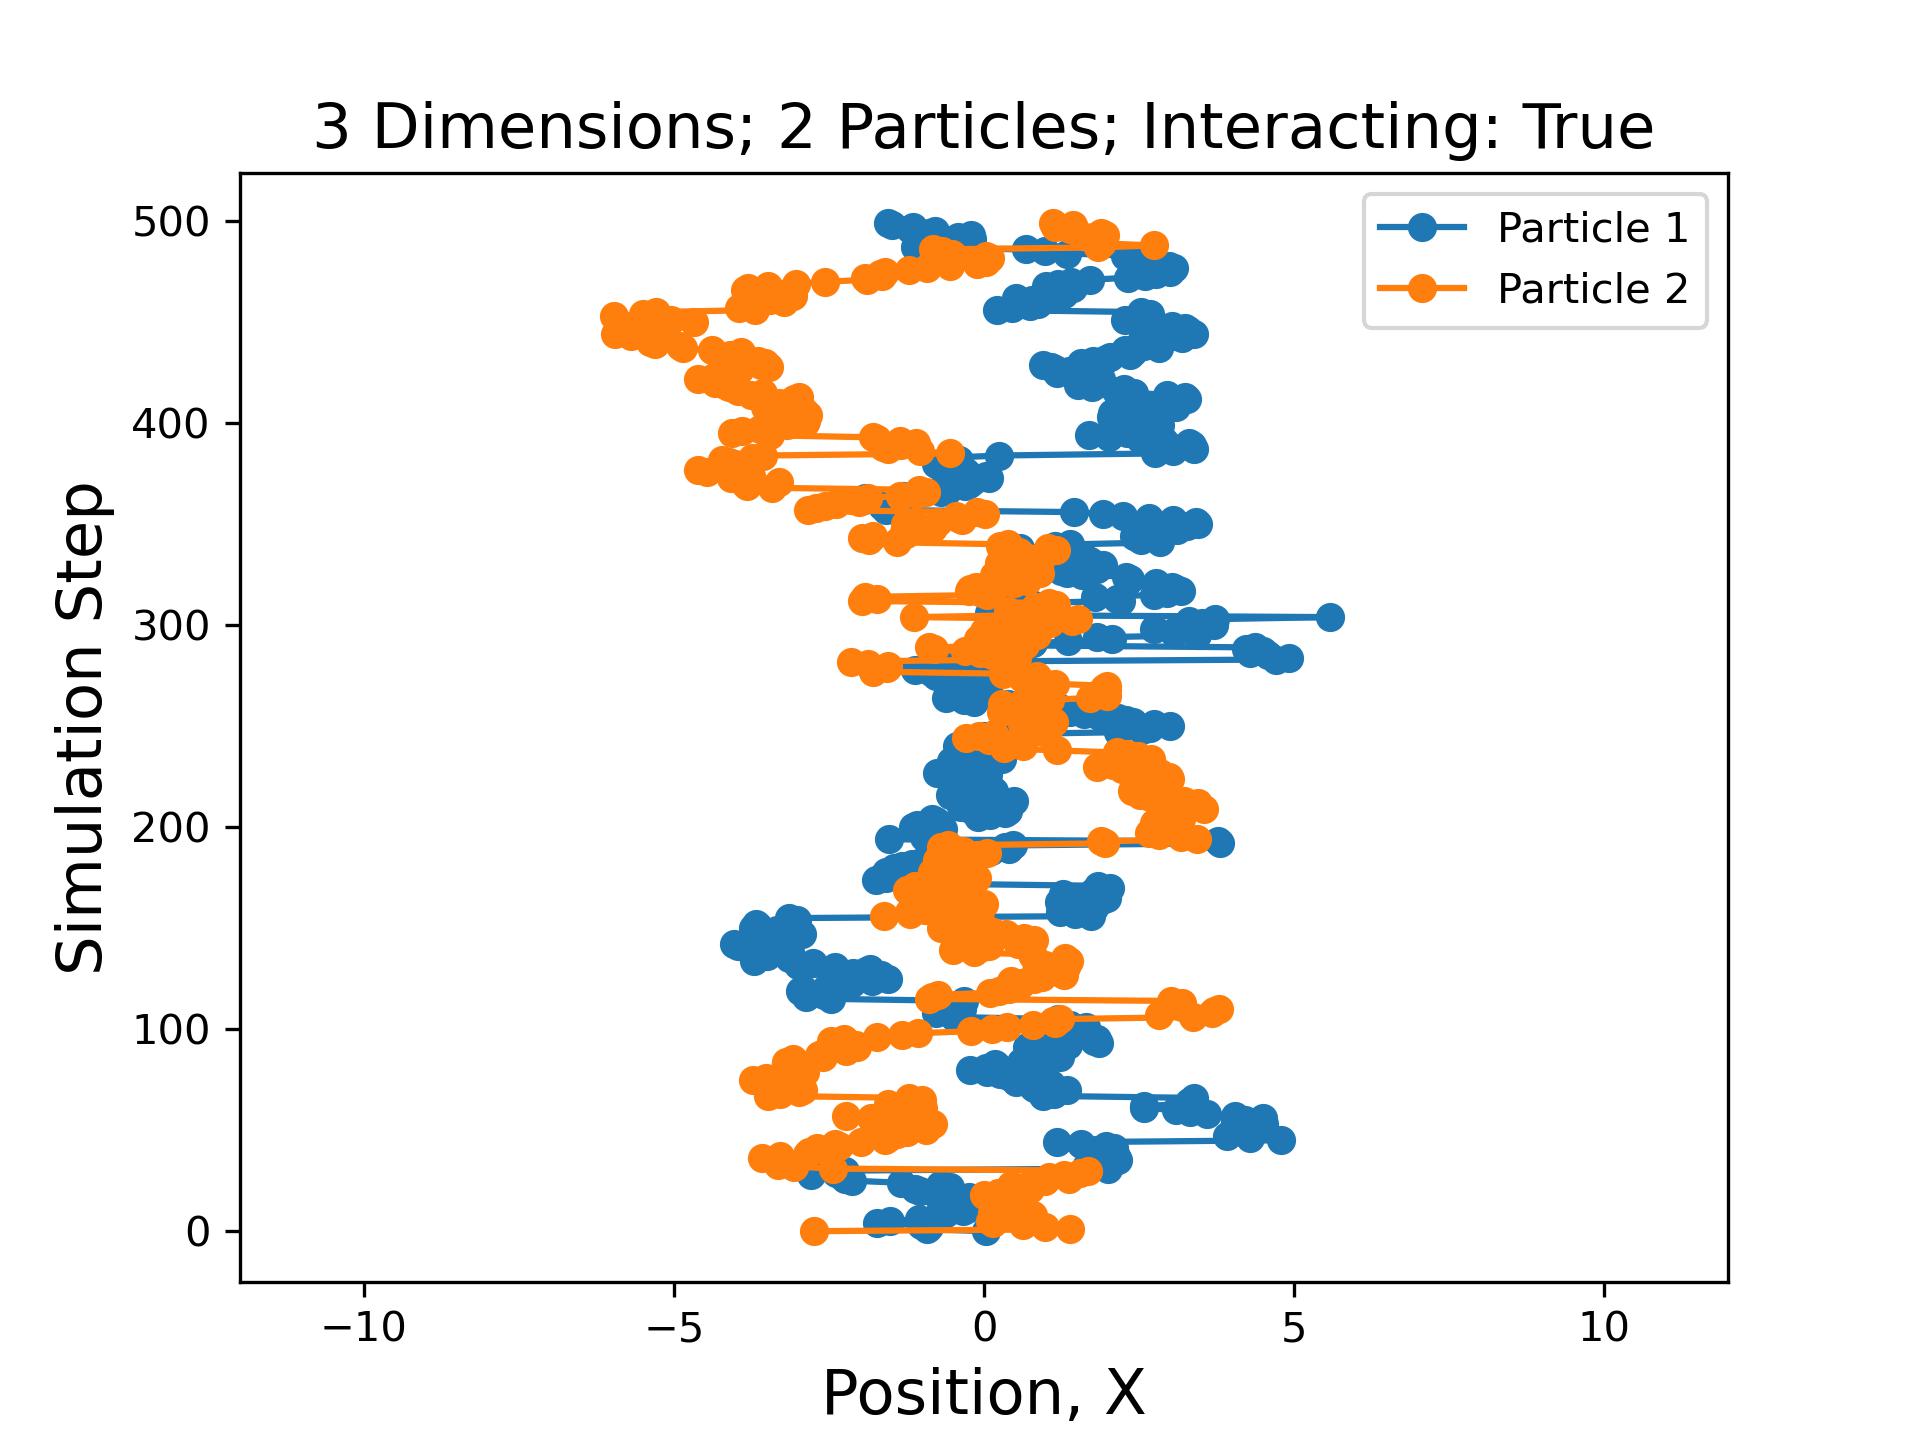 3 Dimensions; 2 Particles; Interacting: True
Particle 1
Particle 2
500
400
300
200
100
0
Simulation Step
−10
−5
0
5
10
Position, X